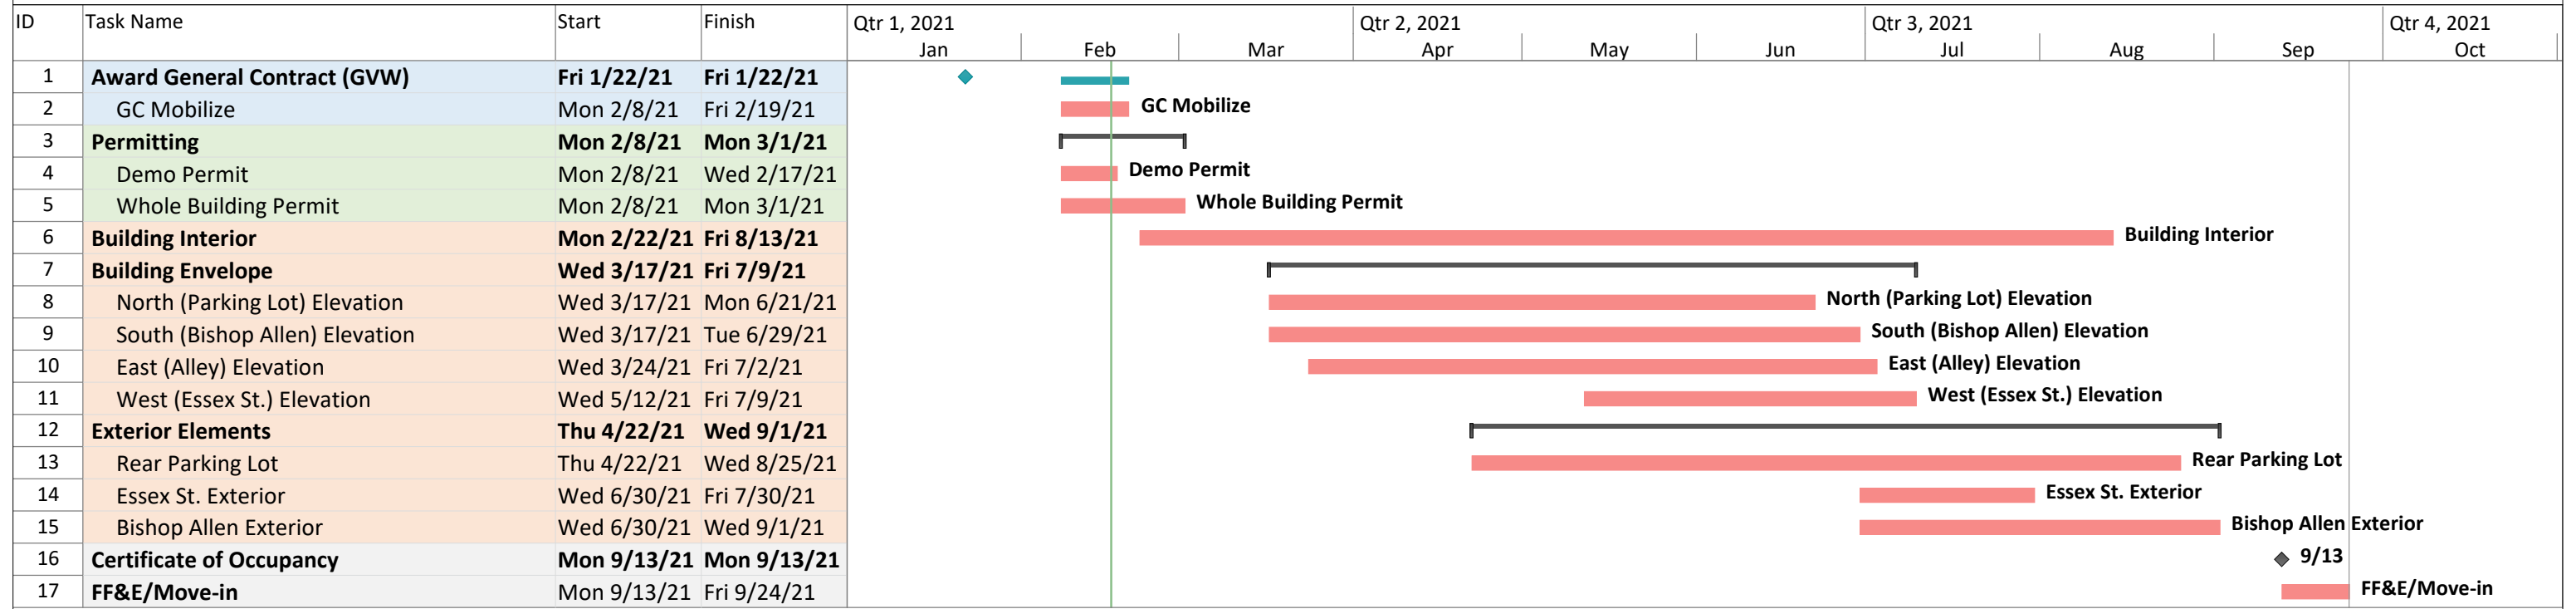 ID Task Name Start Finish Qtr 1, 2021 Qtr 2, 2021 Qtr 3, 2021 Qtr 4, 2021
Jan Feb Mar Apr May Jun Jul Aug Sep Oct
1 Award General Contract (GVW) Fri 1/22/21 Fri 1/22/21
2 GC Mobilize Mon 2/8/21 Fri 2/19/21 GC Mobilize
3 Permitting Mon 2/8/21 Mon 3/1/21
4 Demo Permit Mon 2/8/21 Wed 2/17/21 Demo Permit
5 Whole Building Permit Mon 2/8/21 Mon 3/1/21 Whole Building Permit
6 Building Interior Mon 2/22/21 Fri 8/13/21 Building Interior
7 Building Envelope Wed 3/17/21 Fri 7/9/21
8 North (Parking Lot) Elevation Wed 3/17/21 Mon 6/21/21 North (Parking Lot) Elevation
9 South (Bishop Allen) Elevation Wed 3/17/21 Tue 6/29/21 South (Bishop Allen) Elevation
10 East (Alley) Elevation Wed 3/24/21 Fri 7/2/21 East (Alley) Elevation
11 West (Essex St.) Elevation Wed 5/12/21 Fri 7/9/21 West (Essex St.) Elevation
12 Exterior Elements Thu 4/22/21 Wed 9/1/21
13 Rear Parking Lot Thu 4/22/21 Wed 8/25/21 Rear Parking Lot
14 Essex St. Exterior Wed 6/30/21 Fri 7/30/21 Essex St. Exterior
15 Bishop Allen Exterior Wed 6/30/21 Wed 9/1/21 Bishop Allen Exterior
16 Certificate of Occupancy Mon 9/13/21 Mon 9/13/21 9/13
17 FF&E/Move-in Mon 9/13/21 Fri 9/24/21 FF&E/Move-in